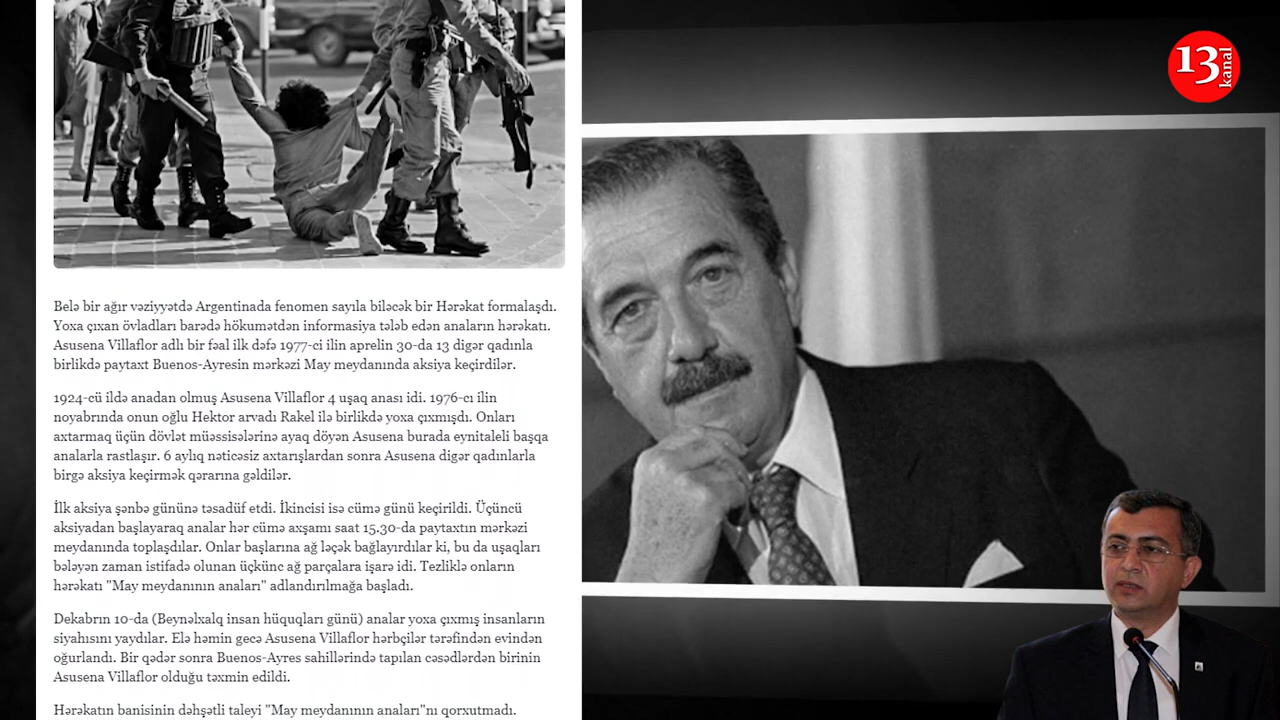 13
kanal
Belə bir ağır vəziyyətdə Argentinada fenomen sayıla biləcək bir Hərəkat formalaşdı.
Yoxa çıxan övladları barədə hökumətdən informasiya tələb edən anaların hərəkatı.
Asusena Villaflor adlı bir fəal ilk dəfə 1977-ci ilin aprelin 30-da 13 digər qadınla
birlikdə paytaxt Buenos-Ayresin mərkəzi May meydanında aksiya keçirdilər.
1924-cü ildə anadan olmuş Asusena Villaflor 4 uşaq anası idi. 1976-cı ilin
noyabrında onun oğlu Hektor arvadı Rakel ilə birlikdə yoxa çıxmışdı. Onları
axtarmaq üçün dövlət müəssisələrinə ayaq döyən Asusena burada eynitaleli başqa
analarla rastlaşır. 6 aylıq nəticəsiz axtarışlardan sonra Asusena digər qadınlarla
birgə aksiya keçirmək qərarına gəldilər.
İlk aksiya şənbə gününə təsadüf etdi. İkincisi isə cümə günü keçirildi. Üçüncü
aksiyadan başlayaraq analar hər cümə axşamı saat 15.30-da paytaxtın mərkəzi
meydanında toplaşdılar. Onlar başlarına ağ ləçək bağlayırdılar ki, bu da uşaqları
bələyən zaman istifadə olunan üçkünc ağ parçalara işarə idi. Tezliklə onların
hərəkatı "May meydanının anaları" adlandırılmağa başladı.
Dekabrın 10-da (Beynəlxalq insan hüquqları günü) analar yoxa çıxmış insanların
siyahısını yaydılar. Elə həmin gecə Asusena Villaflor hərbçilər tərəfindən evindən
oğurlandı. Bir qədər sonra Buenos-Ayres sahillərində tapılan cəsədlərdən birinin
Asusena Villaflor olduğu təxmin edildi.
Hərəkatın banisinin dəhşətli taleyi "May meydanının anaları"nı qorxutmadı.